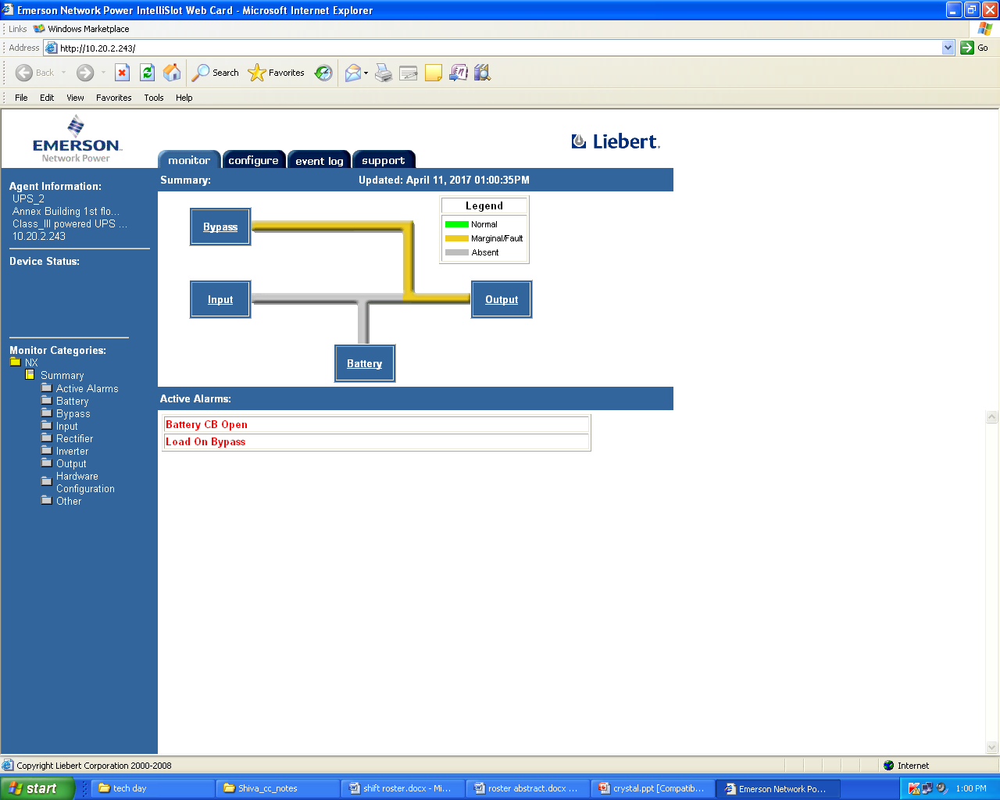 Emerson Network Power IntelliSlot Web Card - Microsoft Internet Explorer
Links Windows Marketplace
Address http://10.20.2.243/ Go
Back Search Favorites
File Edit View Favorites Tools Help
EMERSON
Network Power
monitor configure event log support
Liebert.
Agent Information:
UPS_2
Annex Building 1st flo...
Class_III powered UPS ...
10.20.2.243
Device Status:
Monitor Categories:
NX
Summary
Active Alarms
Battery
Bypass
Input
Rectifier
Inverter
Output
Hardware
Configuration
Other
Summary: Updated: April 11, 2017 01:00:35PM
Legend
Normal
Marginal/Fault
Absent
Bypass
Input
Output
Battery
Active Alarms:
Battery CB Open
Load On Bypass
Copyright Liebert Corporation 2000-2008 Internet
start tech day Shiva_cc_notes shift roster.docx - Mi... roster abstract.docx ... crystal.ppt [Compatib... Emerson Network Po... 1:00 PM